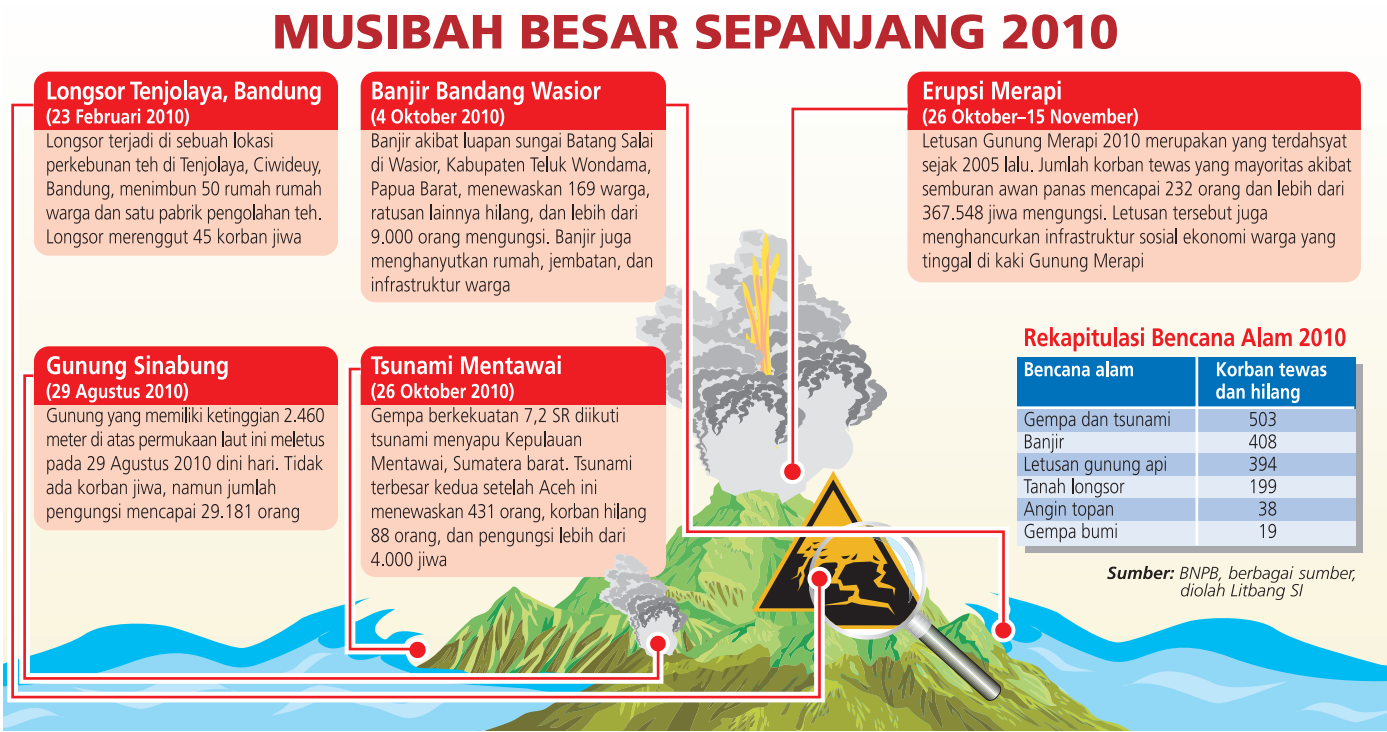 MUSIBAH BESAR SEPANJANG 2010
Longsor Tenjolaya, Bandung
(23 Februari 2010)
Longsor terjadi di sebuah lokasi
perkebunan teh di Tenjolaya, Ciwideuy,
Bandung, menimbun 50 rumah rumah
warga dan satu pabrik pengolahan teh.
Longsor merenggut 45 korban jiwa
Banjir Bandang Wasior
(4 Oktober 2010)
Banjir akibat luapan sungai Batang Salai
di Wasior, Kabupaten Teluk Wondama,
Papua Barat, menewaskan 169 warga,
ratusan lainnya hilang, dan lebih dari
9.000 orang mengungsi. Banjir juga
menghanyutkan rumah, jembatan, dan
infrastruktur warga
Erupsi Merapi
(26 Oktober–15 November)
Letusan Gunung Merapi 2010 merupakan yang terdahsyat
sejak 2005 lalu. Jumlah korban tewas yang mayoritas akibat
semburan awan panas mencapai 232 orang dan lebih dari
367.548 jiwa mengungsi. Letusan tersebut juga
menghancurkan infrastruktur sosial ekonomi warga yang
tinggal di kaki Gunung Merapi
Gunung Sinabung
(29 Agustus 2010)
Gunung yang memiliki ketinggian 2.460
meter di atas permukaan laut ini meletus
pada 29 Agustus 2010 dini hari. Tidak
ada korban jiwa, namun jumlah
pengungsi mencapai 29.181 orang
Tsunami Mentawai
(26 Oktober 2010)
Gempa berkekuatan 7,2 SR diikuti
tsunami menyapu Kepulauan
Mentawai, Sumatera barat. Tsunami
terbesar kedua setelah Aceh ini
menewaskan 431 orang, korban hilang
88 orang, dan pengungsi lebih dari
4.000 jiwa
Rekapitulasi Bencana Alam 2010
Bencana alam Korban tewas
dan hilang
Gempa dan tsunami 503
Banjir 408
Letusan gunung api 394
Tanah longsor 199
Angin topan 38
Gempa bumi 19
Sumber: BNPB, berbagai sumber,
diolah Litbang SI